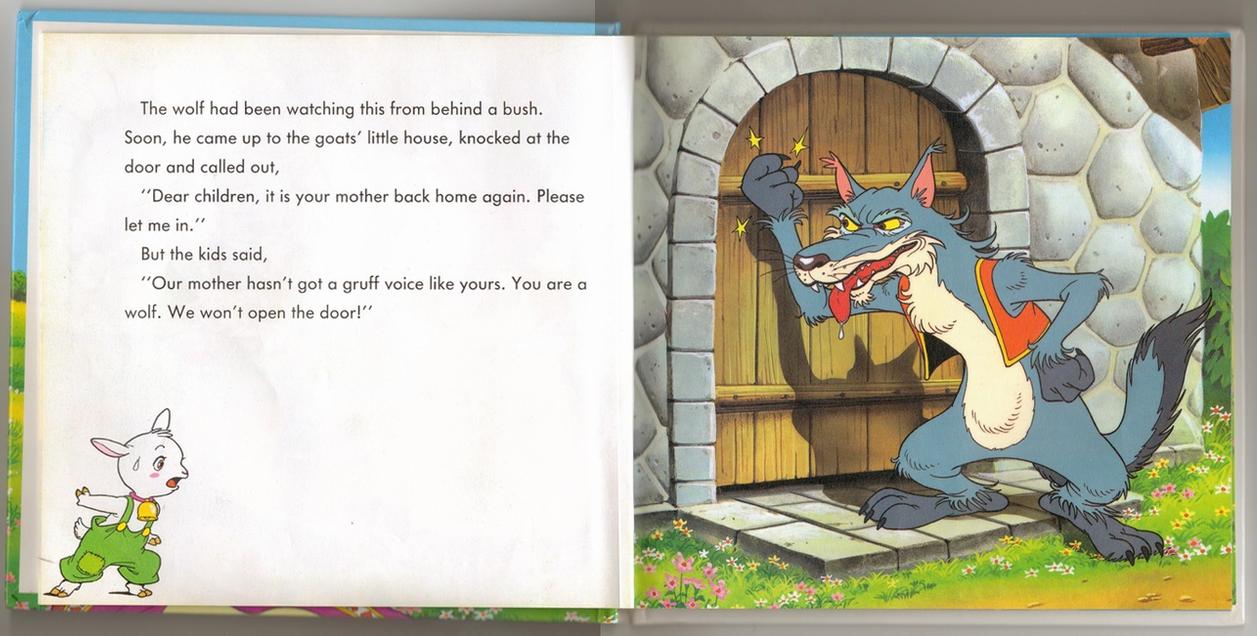 The wolf had been watching this from behind a bush.
Soon, he came up to the goats' little house, knocked at the
door and called out,
"Dear children, it is your mother back home again. Please
let me in."
But the kids said,
"Our mother hasn't got a gruff voice like yours. You are a
wolf. We won't open the door!"